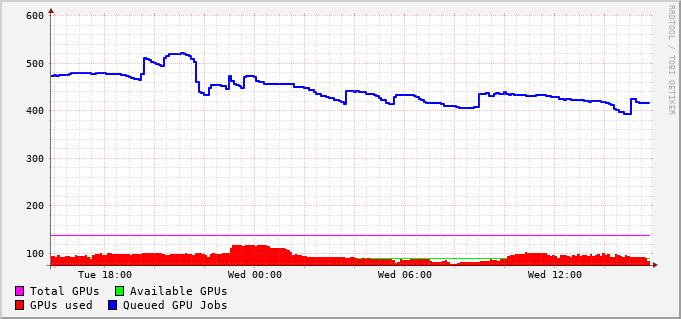 600
500
400
300
200
100
Tue 18:00 Wed 00:00 Wed 06:00 Wed 12:00
Total GPUs Available GPUs
GPUs used Queued GPU Jobs
RRDTOOL / TOBI OETIKER